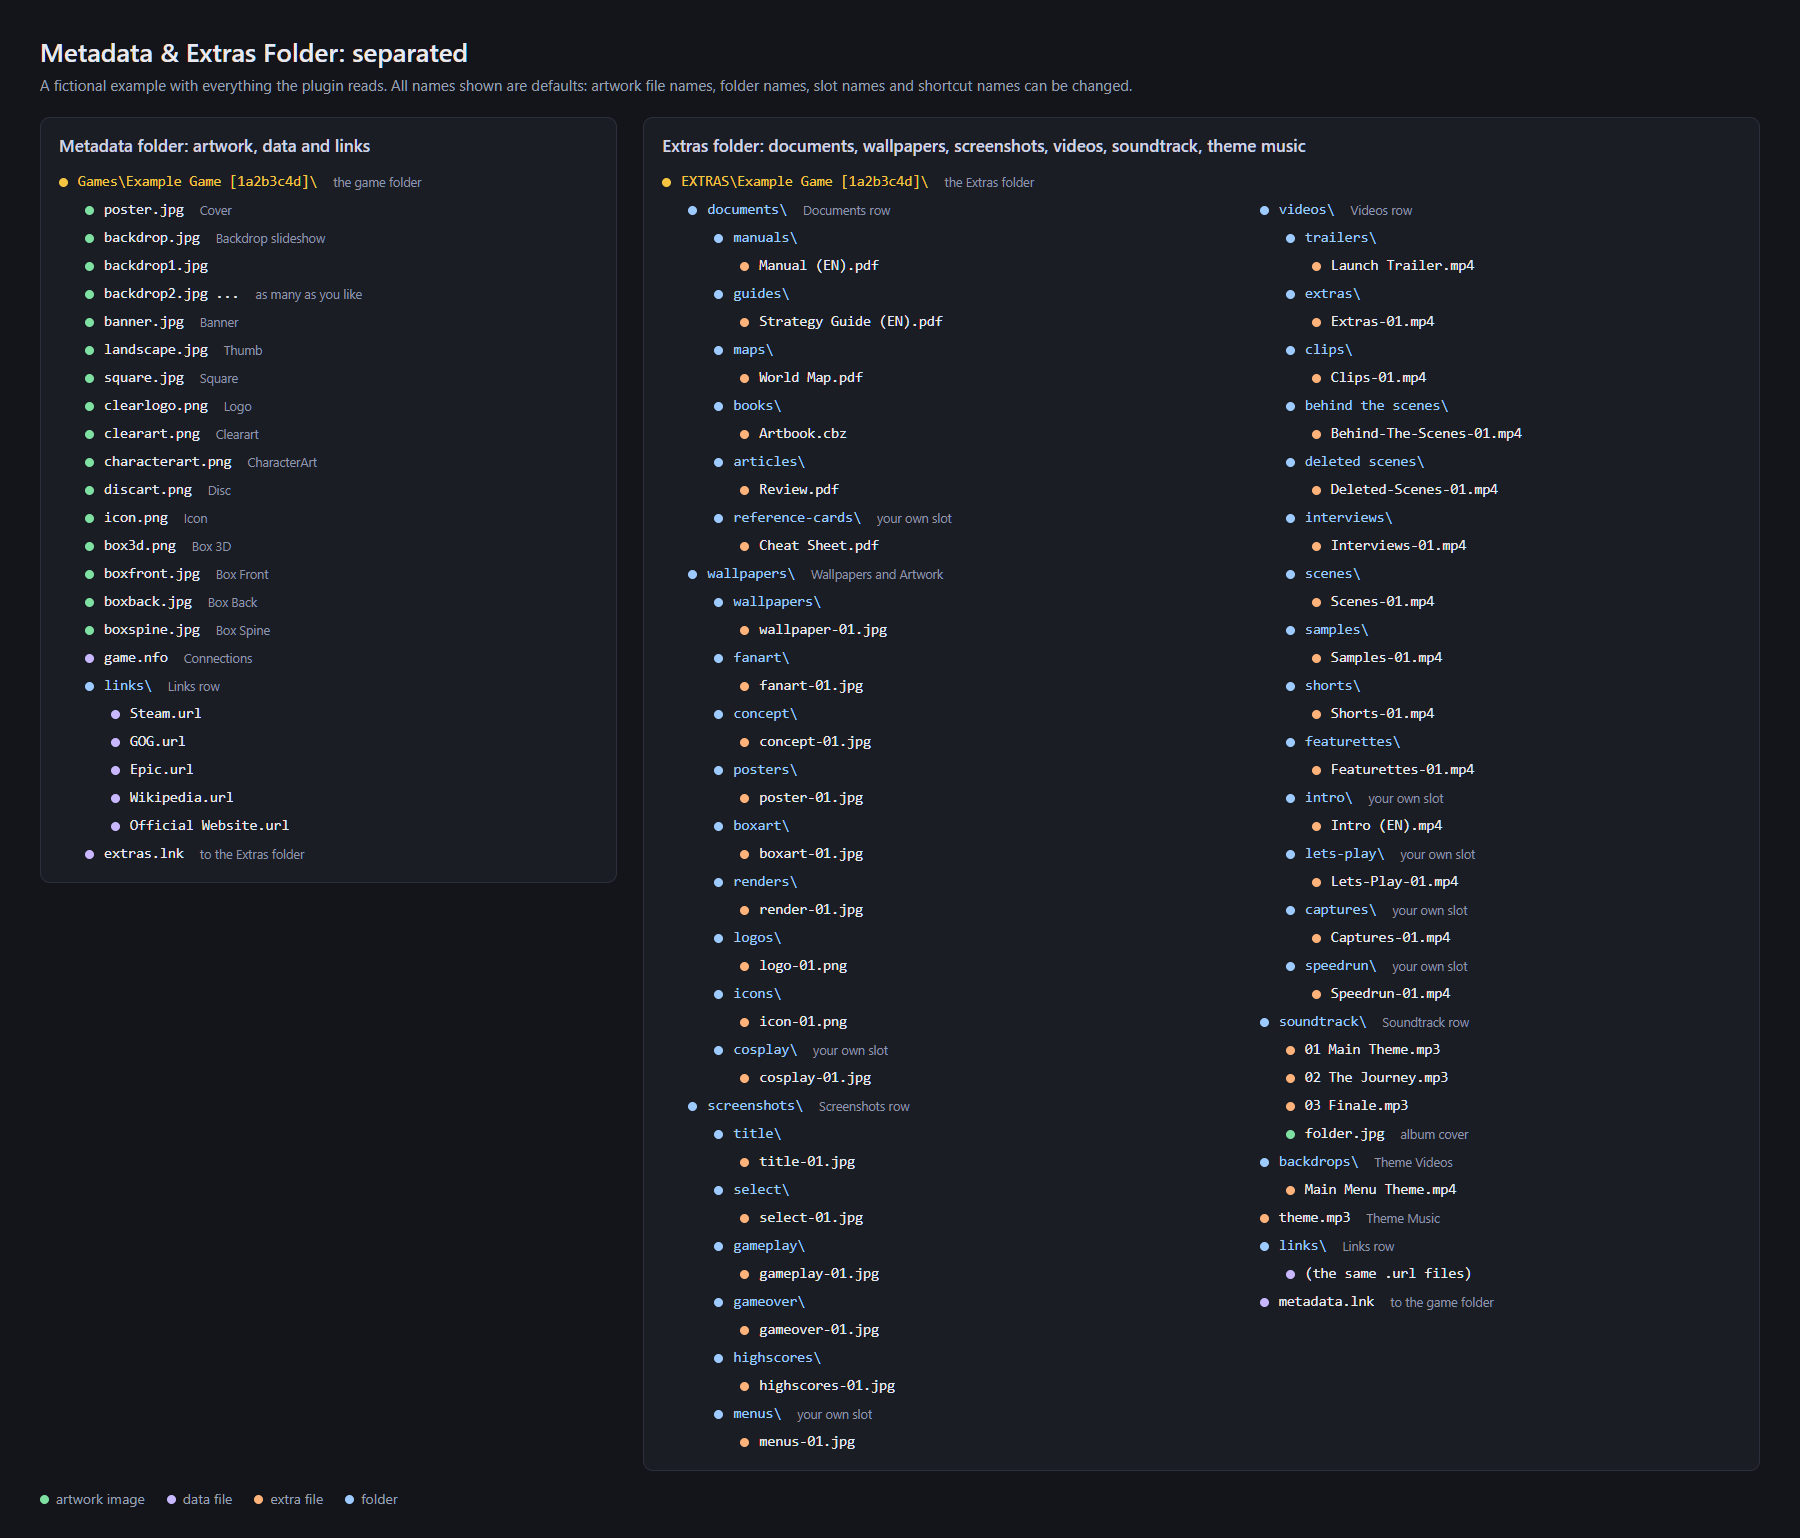 Metadata & Extras Folder: separated
A fictional example with everything the plugin reads. All names shown are defaults: artwork file names, folder names, slot names and shortcut names can be changed.
Metadata folder: artwork, data and links
Games\Example Game [1a2b3c4d]\ the game folder
poster.jpg Cover
backdrop.jpg Backdrop slideshow
backdrop1.jpg
backdrop2.jpg ... as many as you like
banner.jpg Banner
landscape.jpg Thumb
square.jpg Square
clearlogo.png Logo
clearart.png Clearart
characterart.png CharacterArt
discart.png Disc
icon.png Icon
box3d.png Box 3D
boxfront.jpg Box Front
boxback.jpg Box Back
boxspine.jpg Box Spine
game.nfo Connections
links\ Links row
Steam.url
GOG.url
Epic.url
Wikipedia.url
Official Website.url
extras.lnk to the Extras folder
Extras folder: documents, wallpapers, screenshots, videos, soundtrack, theme music
EXTRAS\Example Game [1a2b3c4d]\ the Extras folder
documents\ Documents row
manuals\
Manual (EN).pdf
guides\
Strategy Guide (EN).pdf
maps\
World Map.pdf
books\
Artbook.cbz
articles\
Review.pdf
reference-cards\ your own slot
Cheat Sheet.pdf
wallpapers\ Wallpapers and Artwork
wallpapers\
wallpaper-01.jpg
fanart\
fanart-01.jpg
concept\
concept-01.jpg
posters\
poster-01.jpg
boxart\
boxart-01.jpg
renders\
render-01.jpg
logos\
logo-01.png
icons\
icon-01.png
cosplay\ your own slot
cosplay-01.jpg
screenshots\ Screenshots row
title\
title-01.jpg
select\
select-01.jpg
gameplay\
gameplay-01.jpg
gameover\
gameover-01.jpg
highscores\
highscores-01.jpg
menus\ your own slot
menus-01.jpg
videos\ Videos row
trailers\
Launch Trailer.mp4
extras\
Extras-01.mp4
clips\
Clips-01.mp4
behind the scenes\
Behind-The-Scenes-01.mp4
deleted scenes\
Deleted-Scenes-01.mp4
interviews\
Interviews-01.mp4
scenes\
Scenes-01.mp4
samples\
Samples-01.mp4
shorts\
Shorts-01.mp4
featurettes\
Featurettes-01.mp4
intro\ your own slot
Intro (EN).mp4
lets-play\ your own slot
Lets-Play-01.mp4
captures\ your own slot
Captures-01.mp4
speedrun\ your own slot
Speedrun-01.mp4
soundtrack\ Soundtrack row
01 Main Theme.mp3
02 The Journey.mp3
03 Finale.mp3
folder.jpg album cover
backdrops\ Theme Videos
Main Menu Theme.mp4
theme.mp3 Theme Music
links\ Links row
(the same .url files)
metadata.lnk to the game folder
artwork image data file extra file folder